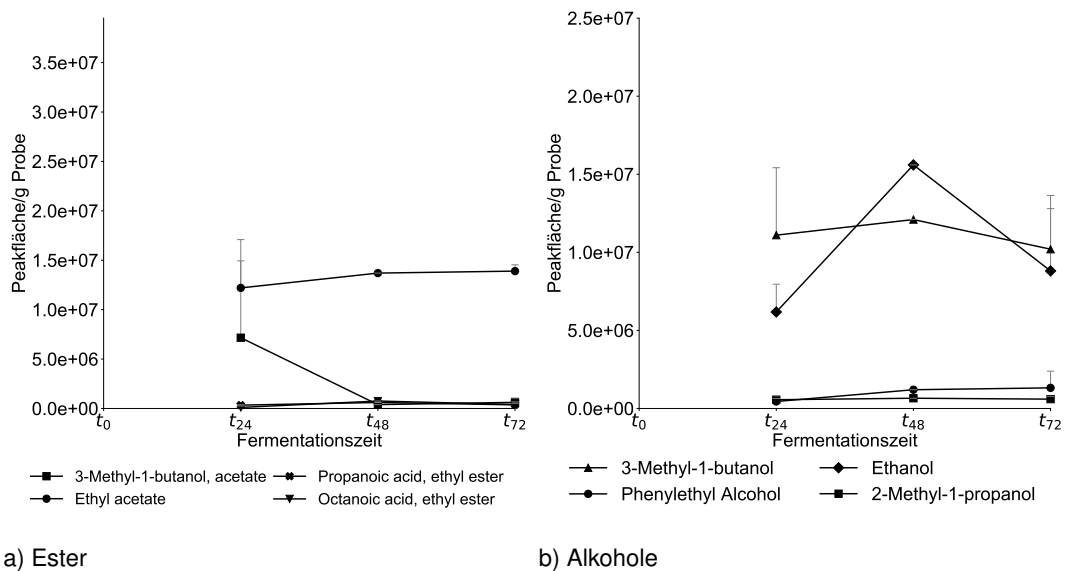 3.5e+07
3.0e+07
2.5e+07
2.0e+07
1.5e+07
1.0e+07
5.0e+06
0.0e+00
Peakfläche/g Probe
t0 t24 t48 t72
Fermentationszeit
3-Methyl-1-butanol, acetate Propanoic acid, ethyl ester
Ethyl acetate Octanoic acid, ethyl ester
a) Ester
2.5e+07
2.0e+07
1.5e+07
1.0e+07
5.0e+06
0.0e+00
Peakfläche/g Probe
t0 t24 t48 t72
Fermentationszeit
3-Methyl-1-butanol Ethanol
Phenylethyl Alcohol 2-Methyl-1-propanol
b) Alkohole